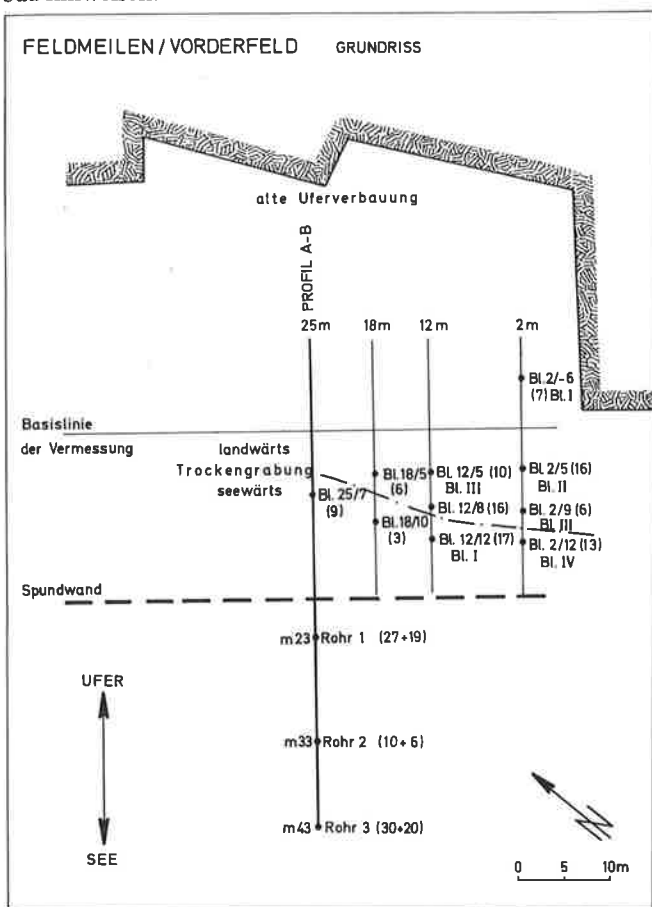 FELDMEILEN / VORDERFELD GRUNDRISS
alte Uferverbauung
PROFIL A-B
25m 18m 12m 2m
Bl. 2/-6
(7) Bl. I
Basislinie
der Vermessung
landwärts
Trockengrabung
seewärts
Bl. 25/7
(9)
Bl. 18/5
(6)
Bl. 18/10
(3)
Bl. 12/5 (10)
Bl. III
Bl. 12/8 (16)
Bl. 12/12 (17)
Bl. I
Bl. 2/5 (16)
Bl. II
Bl. 2/9 (6)
Bl. III
Bl. 2/12 (13)
Bl. IV
Spundwand
m23 Rohr 1 (27+19)
UFER
m33 Rohr 2 (10+6)
m43 Rohr 3 (30+20)
SEE
N
0 5 10m